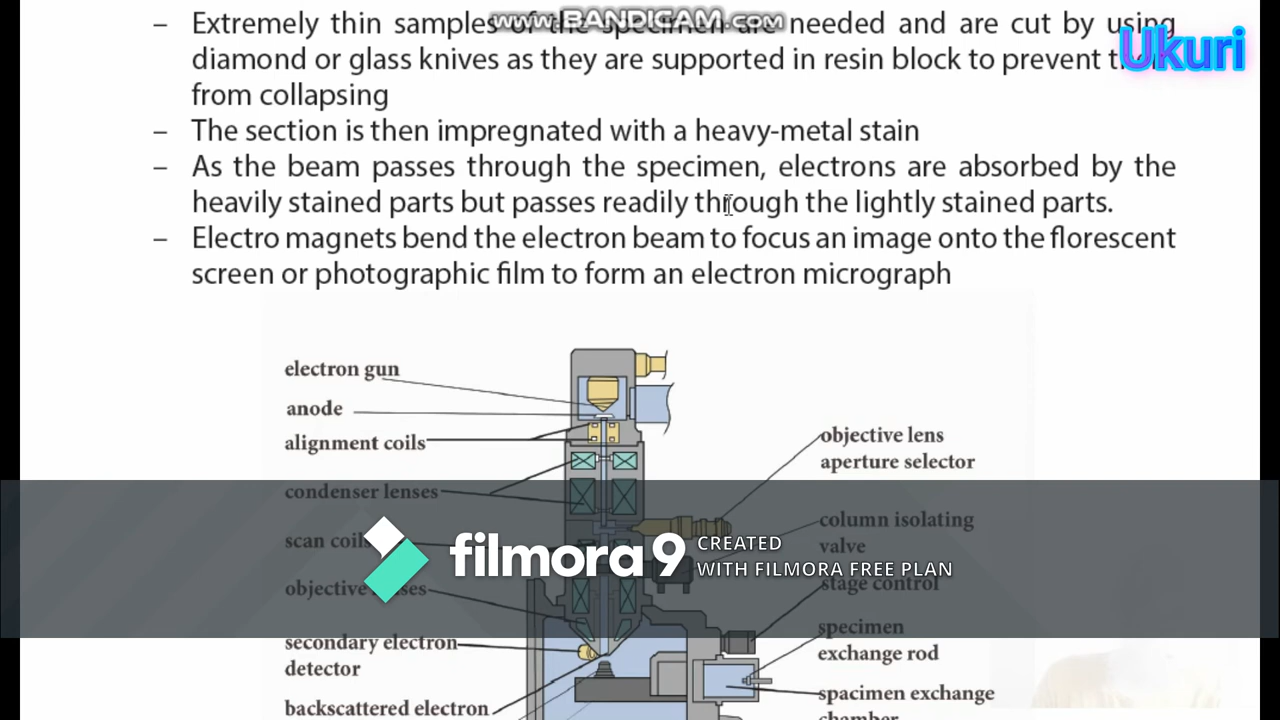 www.BANDICAM.com
– Extremely thin samples of the specimen are needed and are cut by using
Ukuri
diamond or glass knives as they are supported in resin block to prevent
from collapsing
– The section is then impregnated with a heavy-metal stain
– As the beam passes through the specimen, electrons are absorbed by the
heavily stained parts but passes readily through the lightly stained parts.
– Electro magnets bend the electron beam to focus an image onto the florescent
screen or photographic film to form an electron micrograph
electron gun
anode
alignment coils
objective lens
aperture selector
condenser lenses
column isolating
valve
scan coils
filmora9 CREATED
WITH FILMORA FREE PLAN
stage control
objective lenses
specimen
exchange rod
secondary electron
detector
spacimen exchange
chamber
backscattered electron